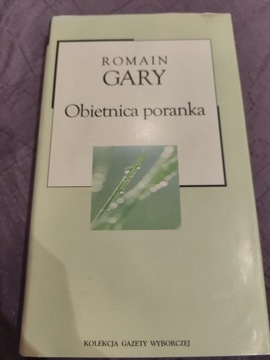 ROMAIN
GARY
Obietnica poranka
KOLEKCJA GAZETY WYBORCZEJ